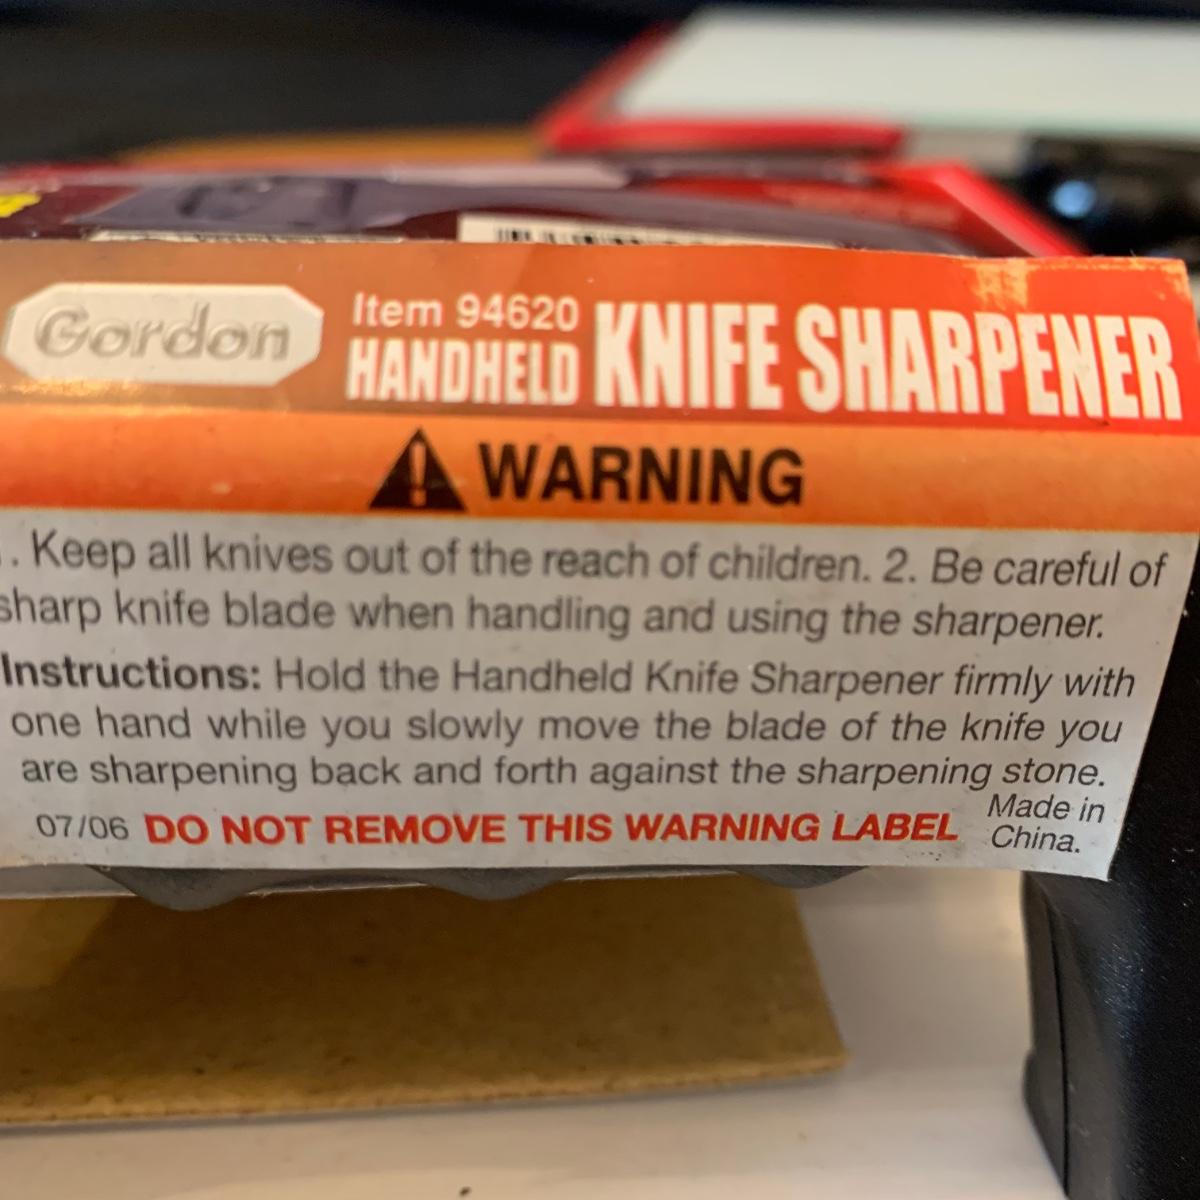 Gordon
Item 94620
HANDHELD KNIFE SHARPENER
WARNING
. Keep all knives out of the reach of children. 2. Be careful of
sharp knife blade when handling and using the sharpener.
Instructions: Hold the Handheld Knife Sharpener firmly with
one hand while you slowly move the blade of the knife you
are sharpening back and forth against the sharpening stone.
07/06 DO NOT REMOVE THIS WARNING LABEL Made in
China.